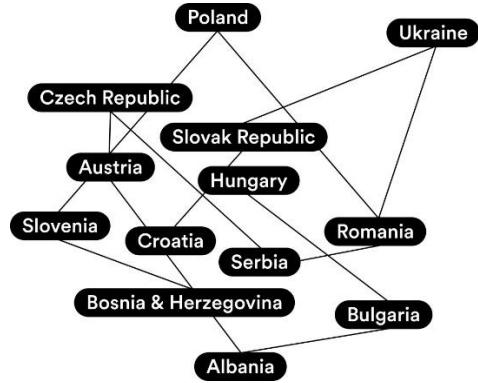 Poland
Ukraine
Czech Republic
Slovak Republic
Austria
Hungary
Slovenia
Croatia
Romania
Serbia
Bosnia & Herzegovina
Bulgaria
Albania